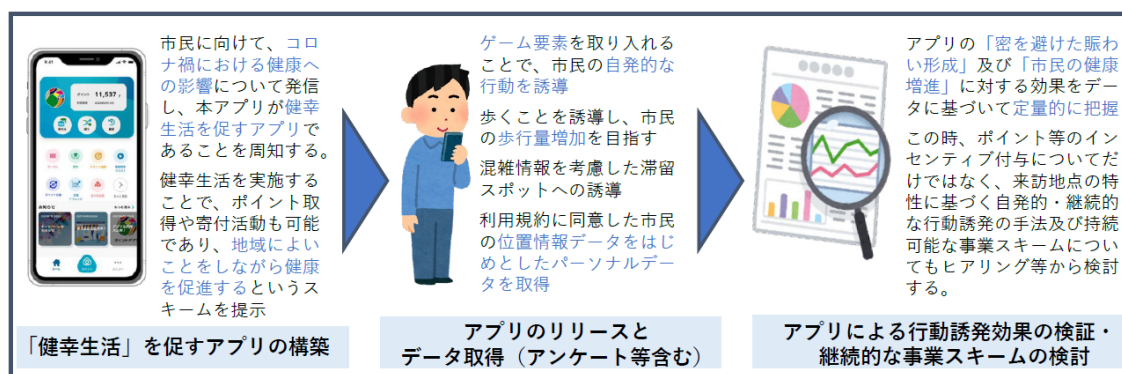 市民に向けて、コロ
ナ禍における健康へ
の影響について発信
し、本アプリが健幸
生活を促すアプリで
あることを周知する。
健幸生活を実施する
ことで、ポイント取
得や寄付活動も可能
であり、地域によい
ことをしながら健康
を促進するというス
キームを提示
「健幸生活」を促すアプリの構築
ゲーム要素を取り入れる
ことで、市民の自発的な
行動を誘導
歩くことを誘導し、市民
の歩行量増加を目指す
混雑情報を考慮した滞留
スポットへの誘導
利用規約に同意した市民
の位置情報データをはじ
めとしたパーソナルデー
タを取得
アプリのリリースと
データ取得（アンケート等含む）
アプリの「密を避けた賑わ
い形成」及び「市民の健康
増進」に対する効果をデー
タに基づいて定量的に把握
この時、ポイント等のイン
センティブ付与についてだ
けではなく、来訪地点の特
性に基づく自発的・継続的
な行動誘発の手法及び持続
可能な事業スキームについ
てもヒアリング等から検討
する。
アプリによる行動誘発効果の検証・
継続的な事業スキームの検討
9:41
ポイント 11,537